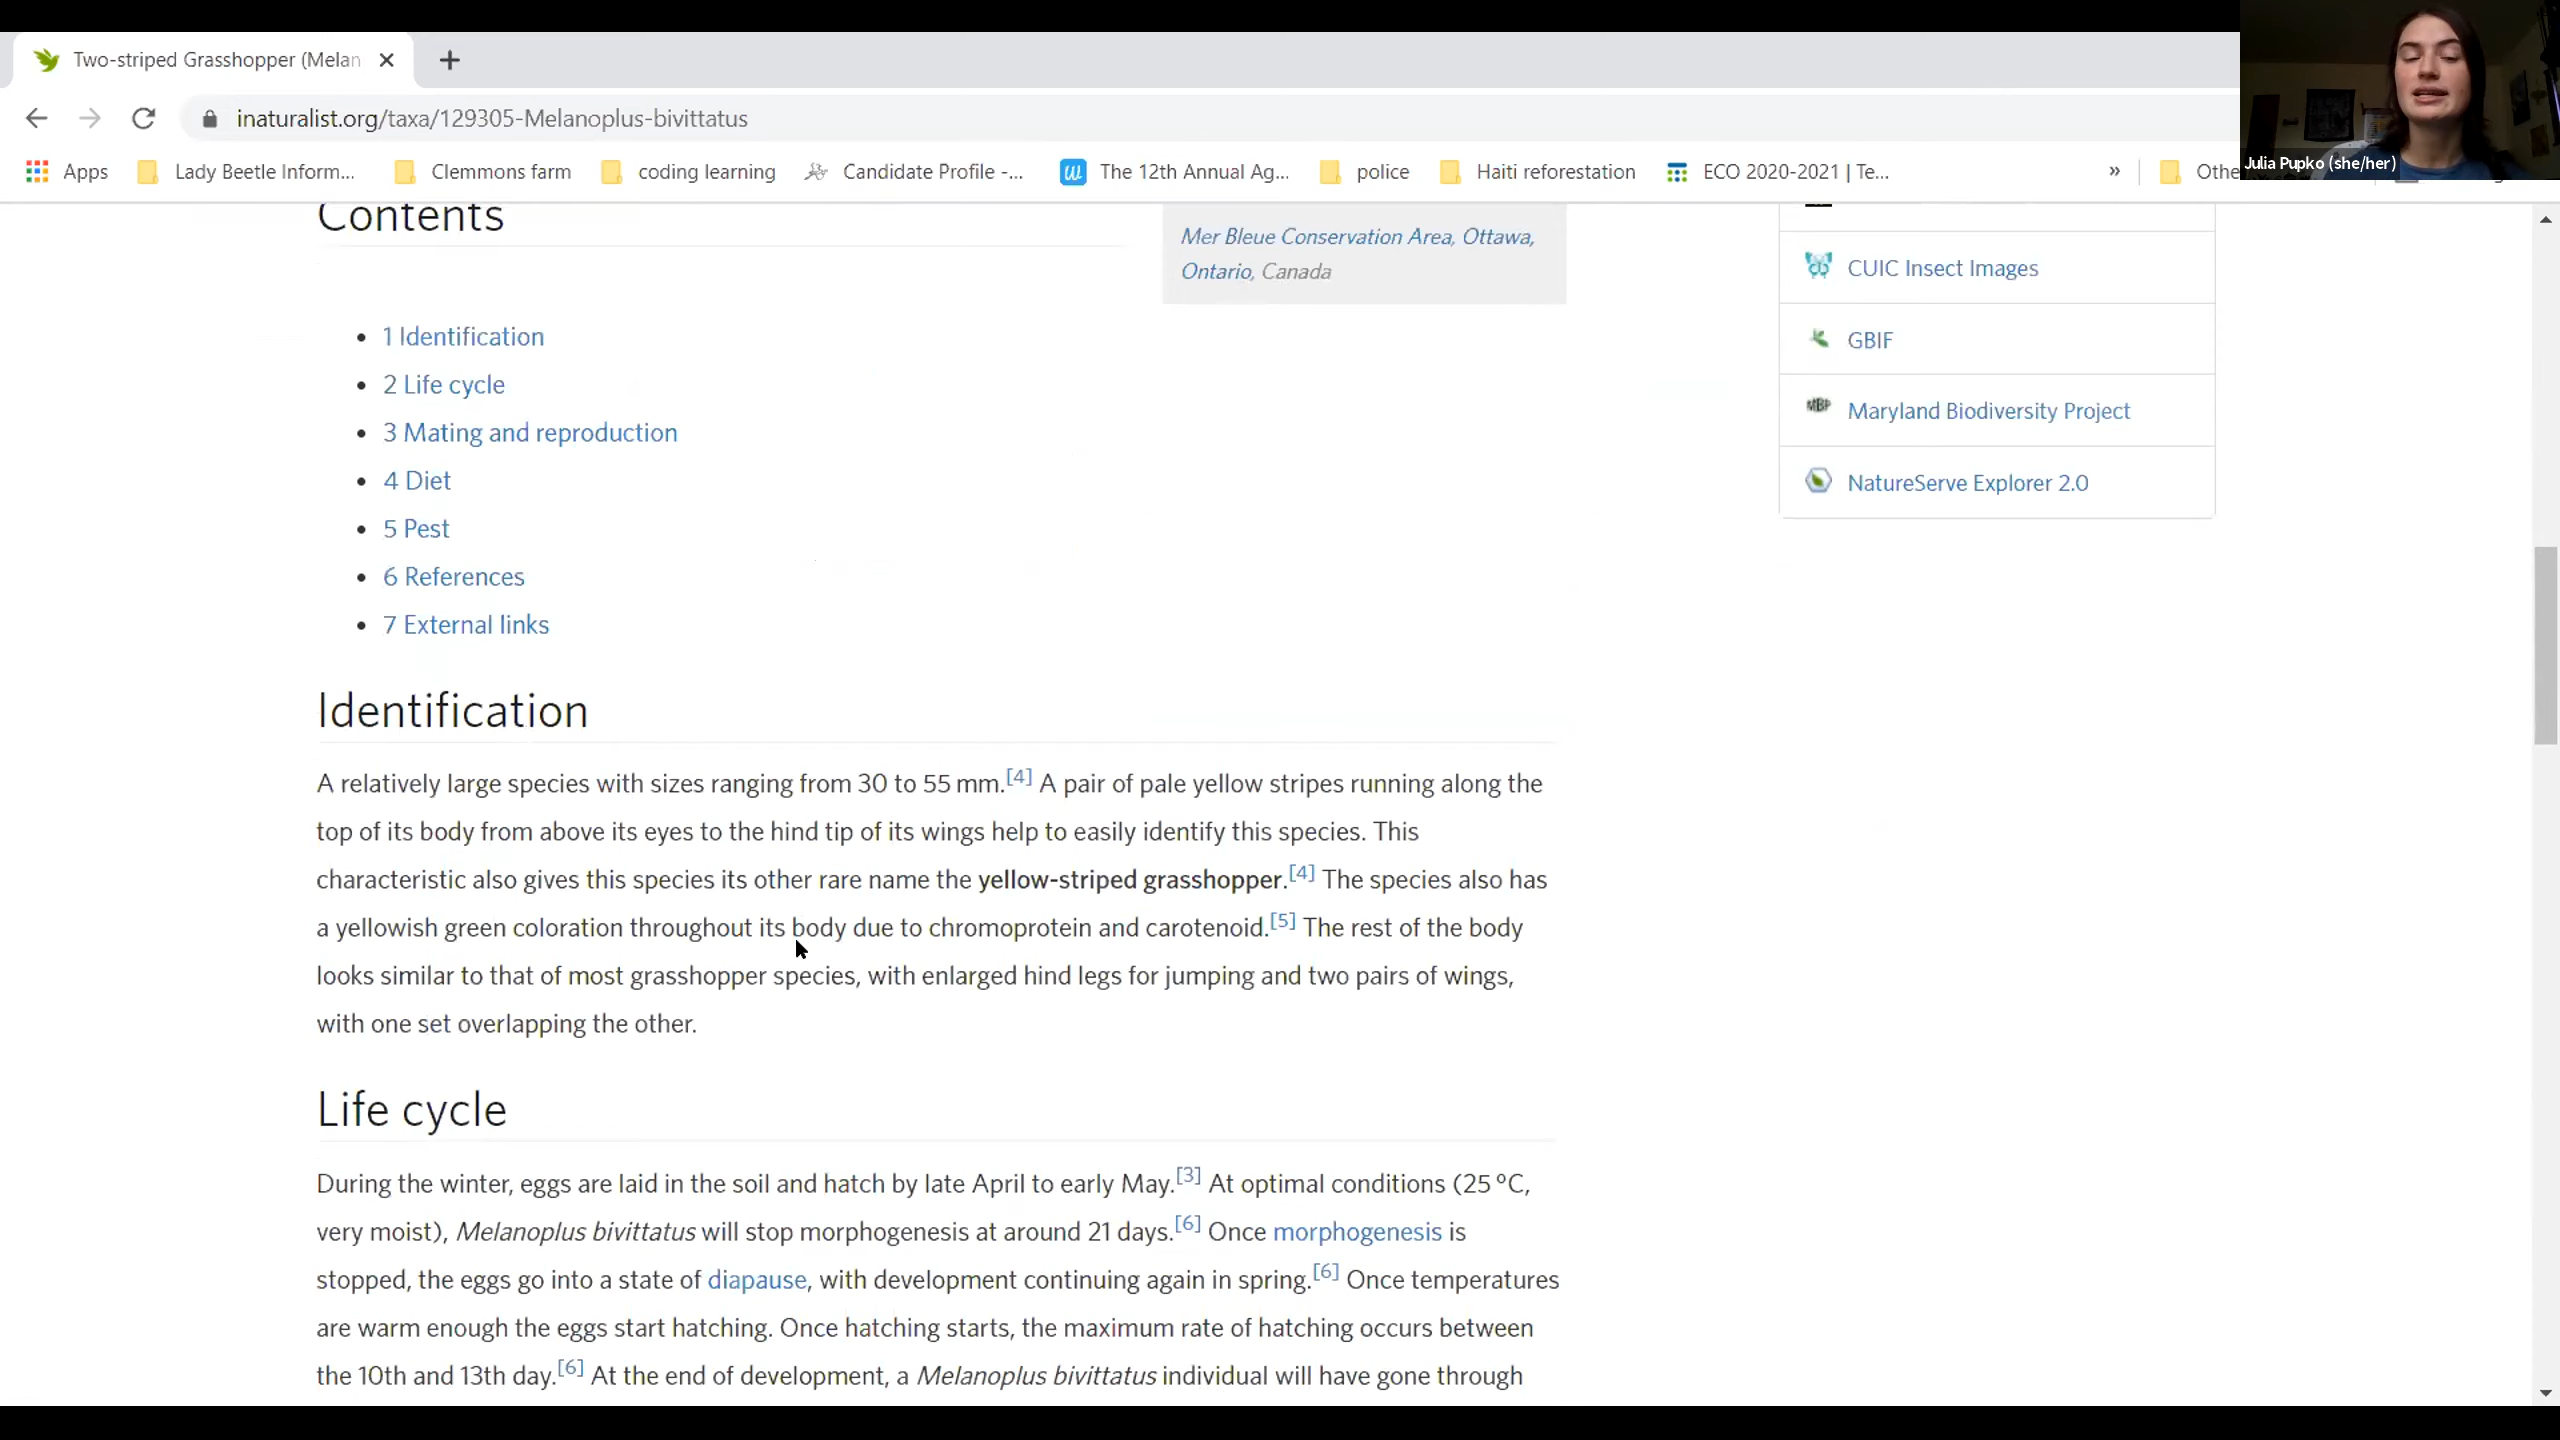 Two-striped Grasshopper (Melan
inaturalist.org/taxa/129305-Melanoplus-bivittatus
Apps
Lady Beetle Inform...
Clemmons farm
coding learning
Candidate Profile -...
The 12th Annual Ag...
police
Haiti reforestation
ECO 2020-2021 | Te...
»
Othe
Julia Pupko (she/her)
Contents
Mer Bleue Conservation Area, Ottawa,
Ontario, Canada
• 1 Identification
• 2 Life cycle
• 3 Mating and reproduction
• 4 Diet
• 5 Pest
• 6 References
• 7 External links
CUIC Insect Images
GBIF
MBP
Maryland Biodiversity Project
NatureServe Explorer 2.0
Identification
A relatively large species with sizes ranging from 30 to 55 mm.[4] A pair of pale yellow stripes running along the
top of its body from above its eyes to the hind tip of its wings help to easily identify this species. This
characteristic also gives this species its other rare name the yellow-striped grasshopper.[4] The species also has
a yellowish green coloration throughout its body due to chromoprotein and carotenoid.[5] The rest of the body
looks similar to that of most grasshopper species, with enlarged hind legs for jumping and two pairs of wings,
with one set overlapping the other.
Life cycle
During the winter, eggs are laid in the soil and hatch by late April to early May.[3] At optimal conditions (25 °C,
very moist), Melanoplus bivittatus will stop morphogenesis at around 21 days.[6] Once morphogenesis is
stopped, the eggs go into a state of diapause, with development continuing again in spring.[6] Once temperatures
are warm enough the eggs start hatching. Once hatching starts, the maximum rate of hatching occurs between
the 10th and 13th day.[6] At the end of development, a Melanoplus bivittatus individual will have gone through